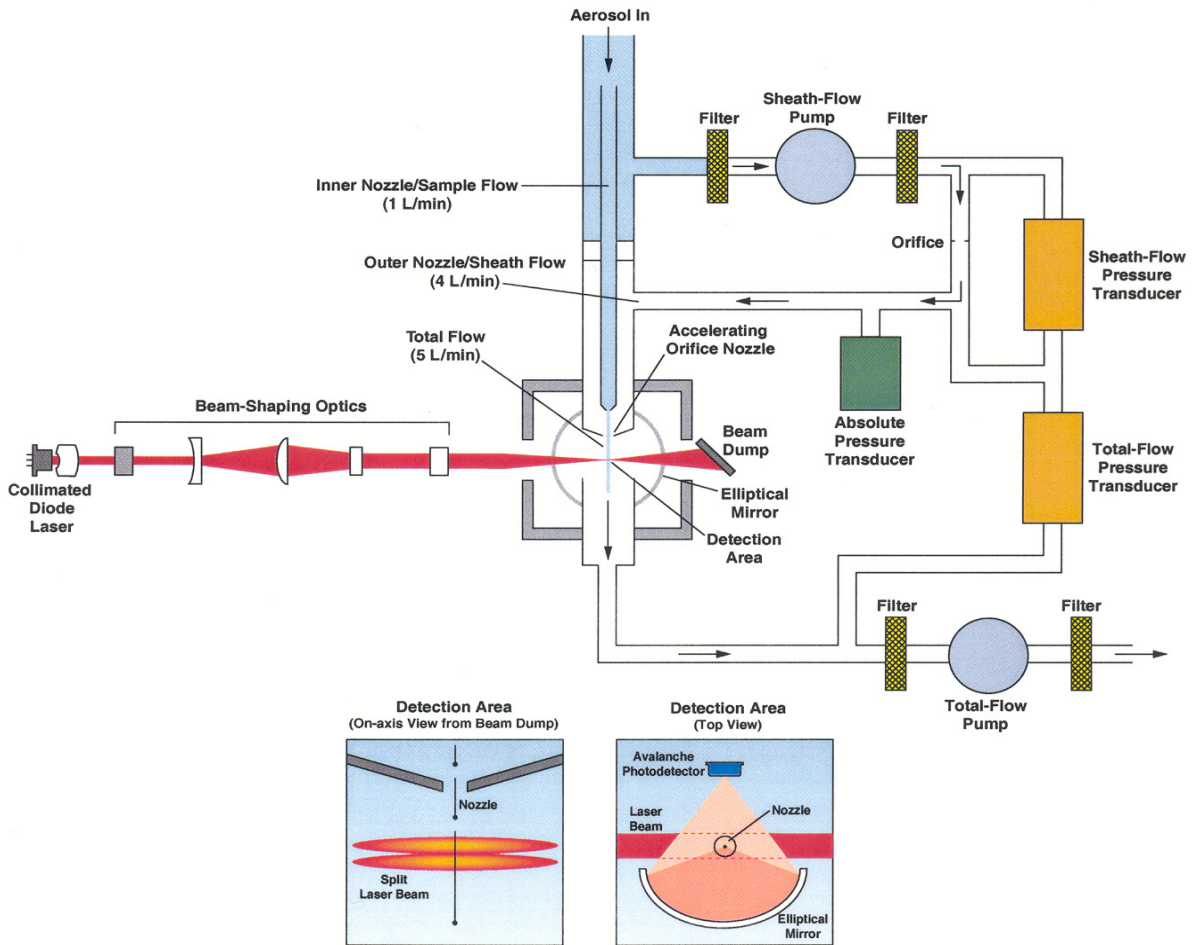 Aerosol In
Sheath-Flow
Pump
Filter
Filter
Inner Nozzle/Sample Flow
(1 L/min)
Orifice
Sheath-Flow
Pressure
Transducer
Outer Nozzle/Sheath Flow
(4 L/min)
Total Flow
(5 L/min)
Accelerating
Orifice Nozzle
Beam-Shaping Optics
Absolute
Pressure
Transducer
Beam
Dump
Total-Flow
Pressure
Transducer
Collimated
Diode
Laser
Elliptical
Mirror
Detection
Area
Filter
Filter
Total-Flow
Pump
Detection Area
(On-axis View from Beam Dump)
Nozzle
Split
Laser Beam
Detection Area
(Top View)
Avalanche
Photodetector
Laser
Beam
Nozzle
Elliptical
Mirror